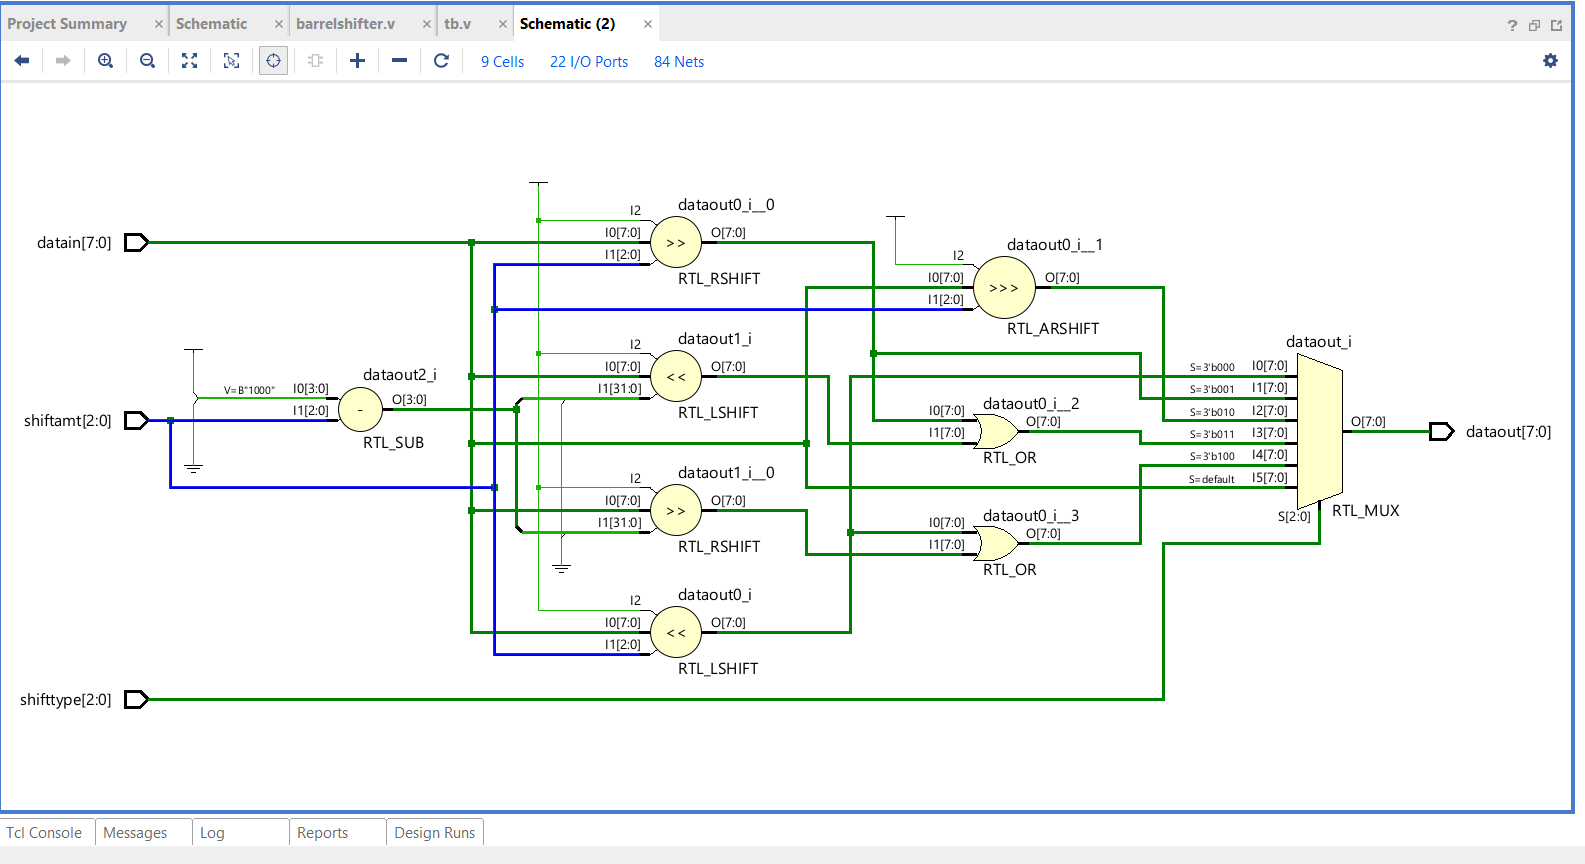 Project Summary × Schematic × barrelshifter.v × tb.v × Schematic (2) ×
? 
9 Cells 22 I/O Ports 84 Nets
datain[7:0]
I2
dataout0_i__0
I0[7:0]
>>
O[7:0]
I1[2:0]
RTL_RSHIFT
dataout0_i__1
I2
I0[7:0]
>>>
O[7:0]
I1[2:0]
RTL_ARSHIFT
dataout1_i
I2
I0[7:0]
<<
O[7:0]
I1[31:0]
RTL_LSHIFT
dataout2_i
V=B"1000"
I0[3:0]
-
O[3:0]
shiftamt[2:0]
I1[2:0]
RTL_SUB
dataout0_i__2
I0[7:0]
O[7:0]
I1[7:0]
RTL_OR
dataout_i
S=3'b000 I0[7:0]
S=3'b001 I1[7:0]
S=3'b010 I2[7:0]
S=3'b011 I3[7:0]
S=3'b100 I4[7:0]
S=default I5[7:0]
O[7:0]
dataout[7:0]
S[2:0]
RTL_MUX
dataout1_i__0
I2
I0[7:0]
>>
O[7:0]
I1[31:0]
RTL_RSHIFT
dataout0_i__3
I0[7:0]
O[7:0]
I1[7:0]
RTL_OR
dataout0_i
I2
I0[7:0]
<<
O[7:0]
I1[2:0]
RTL_LSHIFT
shifttype[2:0]
Tcl Console Messages Log Reports Design Runs